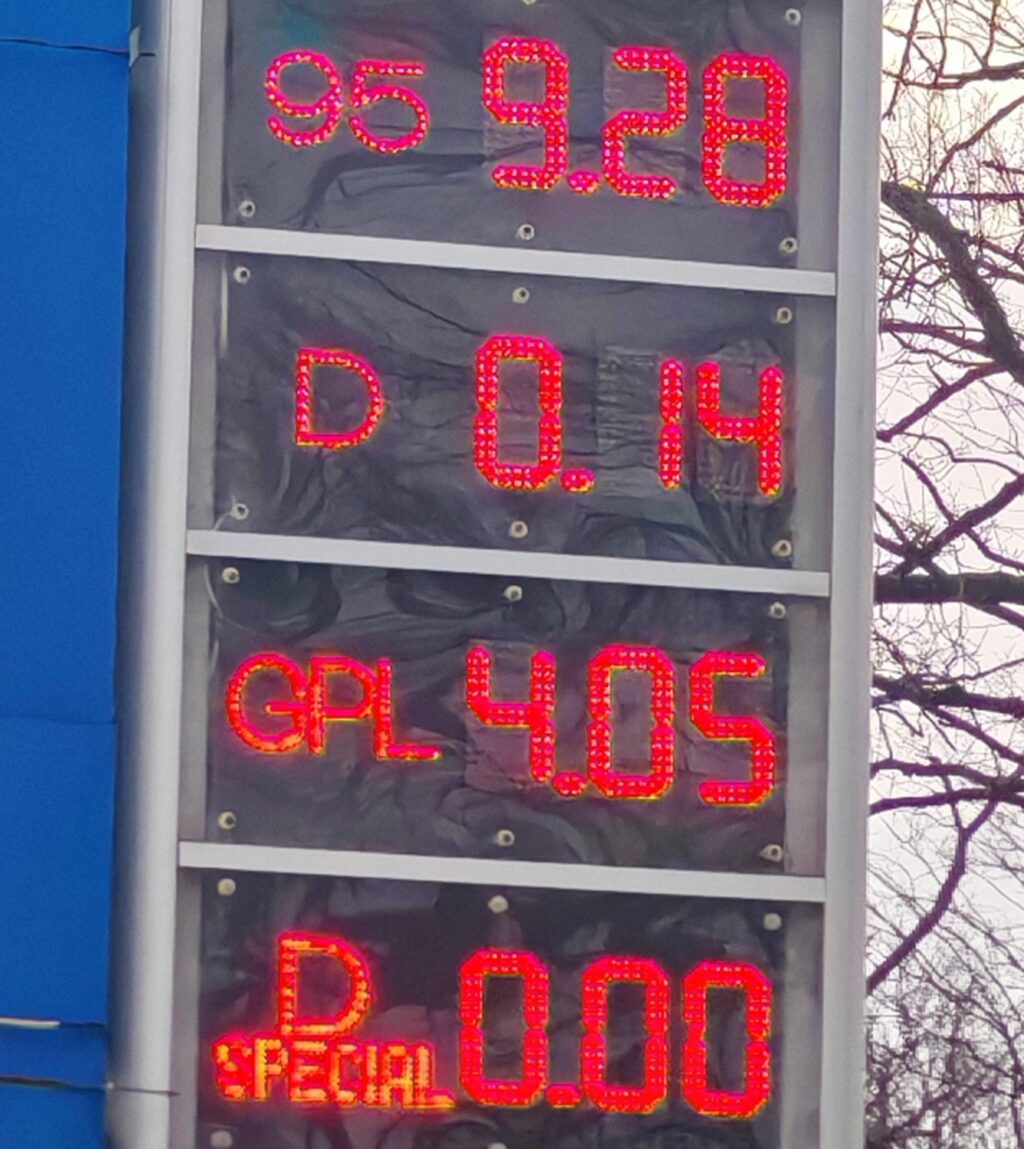 95 9.28
D 0.14
GPL 4.05
D SPECIAL 0.00